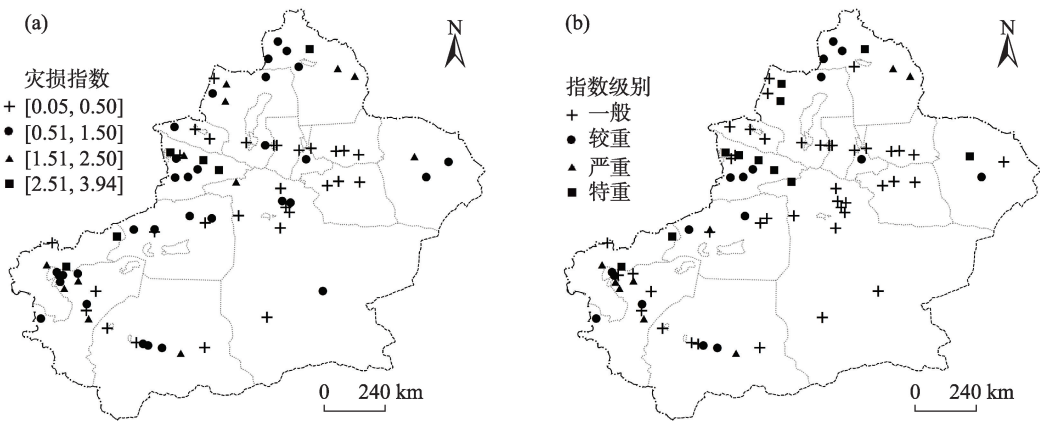 (a)
N
灾损指数
[0.05, 0.50]
[0.51, 1.50]
[1.51, 2.50]
[2.51, 3.94]
0 240 km
(b)
N
指数级别
一般
较重
严重
特重
0 240 km